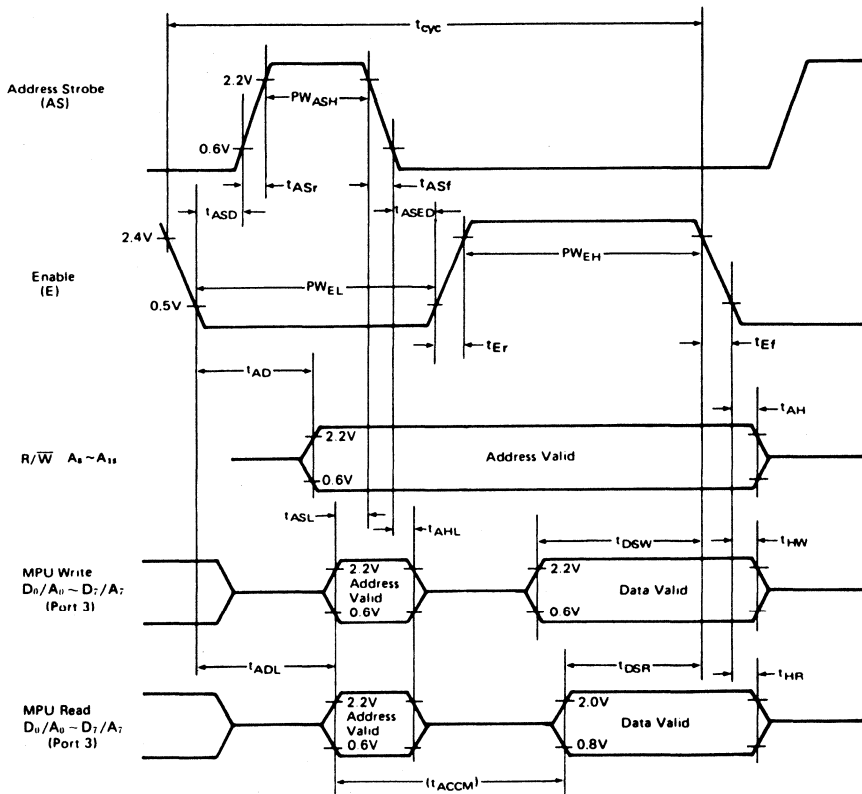 tcyc
Address Strobe
(AS)
2.2V
PWASH
0.6V
tASr
tASf
tASD
tASED
2.4V
Enable
(E)
0.5V
PWEL
PWEH
tEr
tEf
tAD
tAH
R/W̅ A₈ ~ A₁₅
2.2V
0.6V
Address Valid
tASL
tAHL
tDSW
tHW
MPU Write
D₀/A₀ ~ D₇/A₇
(Port 3)
2.2V
Address
Valid
0.6V
2.2V
Data Valid
0.6V
tADL
tDSR
tHR
MPU Read
D₀/A₀ ~ D₇/A₇
(Port 3)
2.2V
Address
Valid
0.6V
2.0V
Data Valid
0.8V
(tACCM)